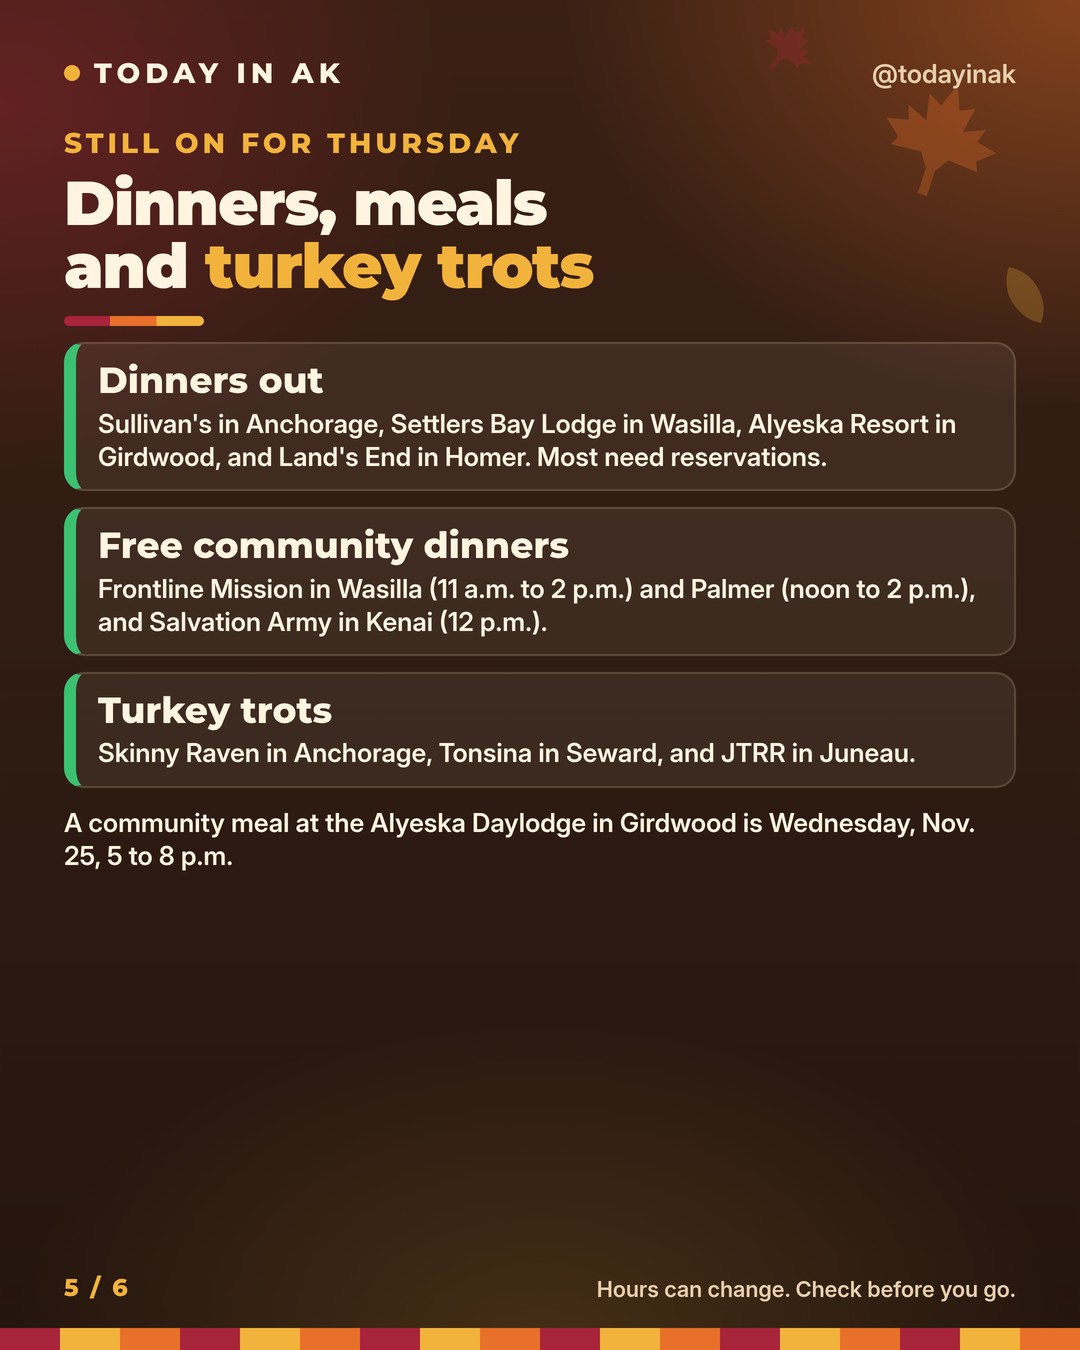 TODAY IN AK
@todayinak
STILL ON FOR THURSDAY
Dinners, meals
and turkey trots
Dinners out
Sullivan's in Anchorage, Settlers Bay Lodge in Wasilla, Alyeska Resort in
Girdwood, and Land's End in Homer. Most need reservations.
Free community dinners
Frontline Mission in Wasilla (11 a.m. to 2 p.m.) and Palmer (noon to 2 p.m.),
and Salvation Army in Kenai (12 p.m.).
Turkey trots
Skinny Raven in Anchorage, Tonsina in Seward, and JTRR in Juneau.
A community meal at the Alyeska Daylodge in Girdwood is Wednesday, Nov.
25, 5 to 8 p.m.
5 / 6
Hours can change. Check before you go.